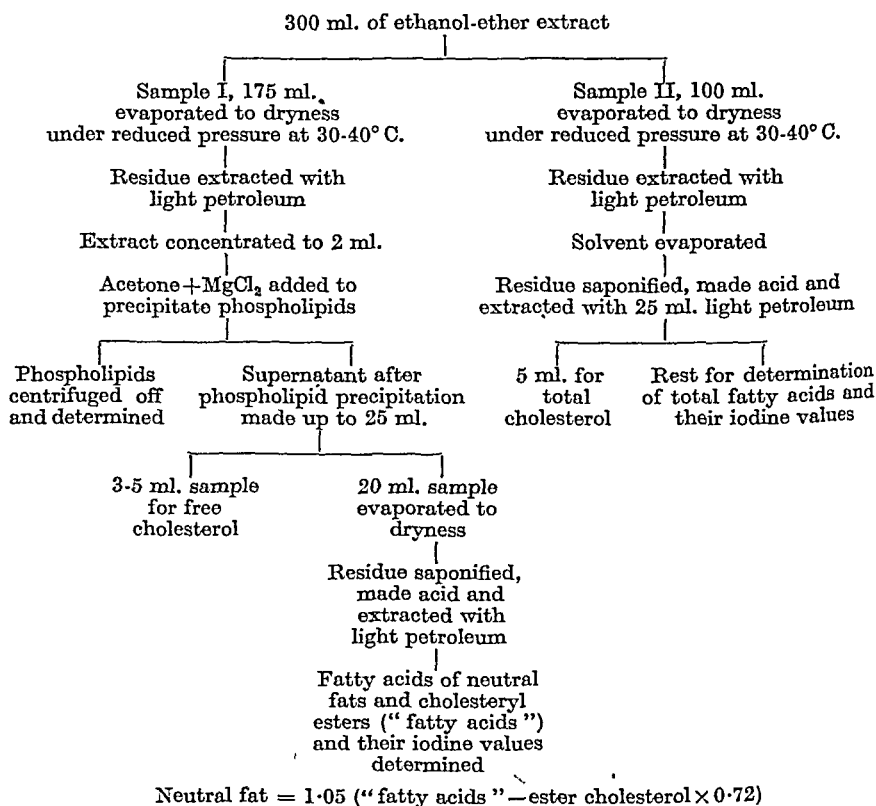 300 ml. of ethanol-ether extract
Sample I, 175 ml.
evaporated to dryness
under reduced pressure at 30-40° C.
Residue extracted with
light petroleum
Extract concentrated to 2 ml.
Acetone+MgCl₂ added to
precipitate phospholipids
Phospholipids
centrifuged off
and determined
Supernatant after
phospholipid precipitation
made up to 25 ml.
3-5 ml. sample
for free
cholesterol
20 ml. sample
evaporated to
dryness
Residue saponified,
made acid and
extracted with
light petroleum
Fatty acids of neutral
fats and cholesteryl
esters (“ fatty acids ”)
and their iodine values
determined
Sample II, 100 ml.
evaporated to dryness
under reduced pressure at 30-40° C.
Residue extracted with
light petroleum
Solvent evaporated
Residue saponified, made acid and
extracted with 25 ml. light petroleum
5 ml. for
total
cholesterol
Rest for determination
of total fatty acids and
their iodine values
Neutral fat = 1·05 (“ fatty acids ”—ester cholesterol×0·72)